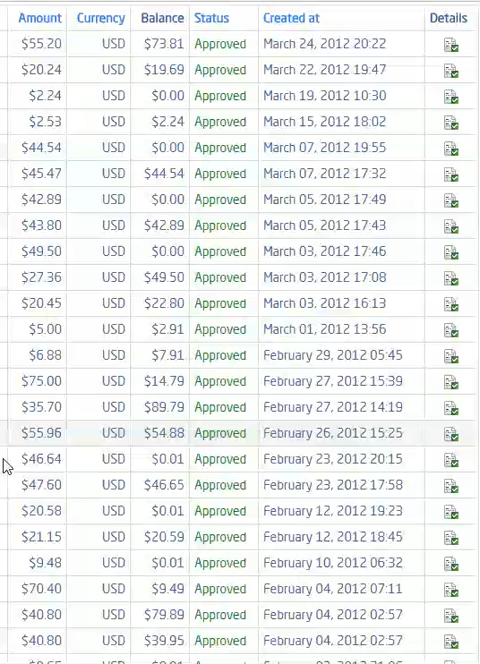 Amount Currency Balance Status Created at Details
$55.20 USD $73.81 Approved March 24, 2012 20:22
$20.24 USD $19.69 Approved March 22, 2012 19:47
$2.24 USD $0.00 Approved March 19, 2012 10:30
$2.53 USD $2.24 Approved March 15, 2012 18:02
$44.54 USD $0.00 Approved March 07, 2012 19:55
$45.47 USD $44.54 Approved March 07, 2012 17:32
$42.89 USD $0.00 Approved March 05, 2012 17:49
$43.80 USD $42.89 Approved March 05, 2012 17:43
$49.50 USD $0.00 Approved March 03, 2012 17:46
$27.36 USD $49.50 Approved March 03, 2012 17:08
$20.45 USD $22.80 Approved March 03, 2012 16:13
$5.00 USD $2.91 Approved March 01, 2012 13:56
$6.88 USD $7.91 Approved February 29, 2012 05:45
$75.00 USD $14.79 Approved February 27, 2012 15:39
$35.70 USD $89.79 Approved February 27, 2012 14:19
$55.96 USD $54.88 Approved February 26, 2012 15:25
$46.64 USD $0.01 Approved February 23, 2012 20:15
$47.60 USD $46.65 Approved February 23, 2012 17:58
$20.58 USD $0.01 Approved February 12, 2012 19:23
$21.15 USD $20.59 Approved February 12, 2012 18:45
$9.48 USD $0.01 Approved February 10, 2012 06:32
$70.40 USD $9.49 Approved February 04, 2012 07:11
$40.80 USD $79.89 Approved February 04, 2012 02:57
$40.80 USD $39.95 Approved February 04, 2012 02:57